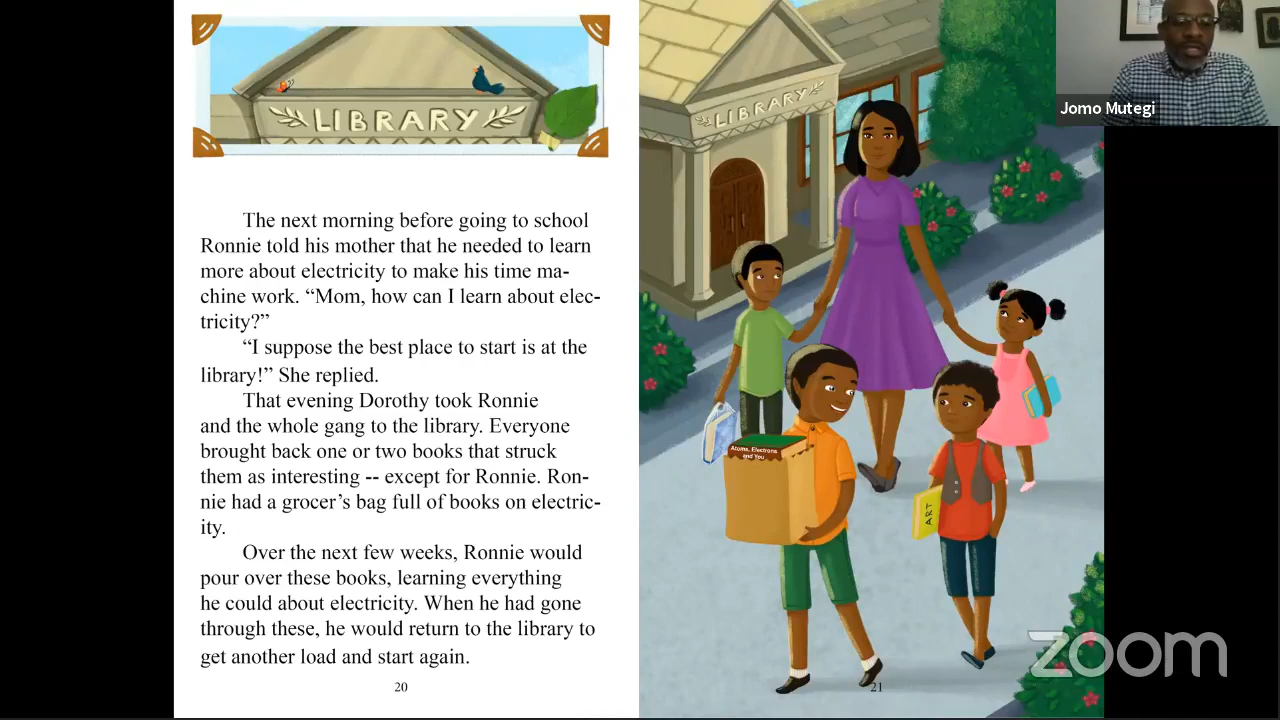 LIBRARY
The next morning before going to school
Ronnie told his mother that he needed to learn
more about electricity to make his time ma-
chine work. “Mom, how can I learn about elec-
tricity?”
“I suppose the best place to start is at the
library!” She replied.
That evening Dorothy took Ronnie
and the whole gang to the library. Everyone
brought back one or two books that struck
them as interesting -- except for Ronnie. Ron-
nie had a grocer’s bag full of books on electric-
ity.
Over the next few weeks, Ronnie would
pour over these books, learning everything
he could about electricity. When he had gone
through these, he would return to the library to
get another load and start again.
20
LIBRARY
Atoms, Electrons
and You
ART
21
Jomo Mutegi
zoom